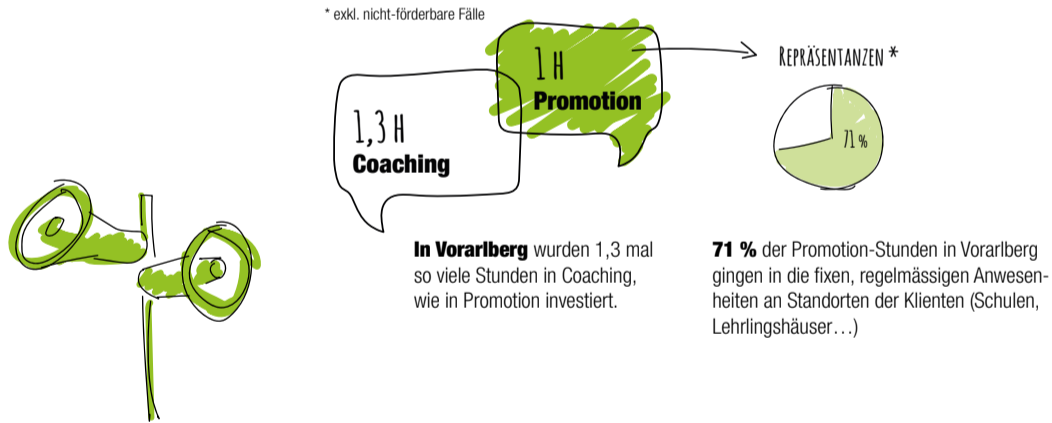 * exkl. nicht-förderbare Fälle
1 H
Promotion
REPRÄSENTANZEN *
1,3 H
Coaching
71 %
In Vorarlberg wurden 1,3 mal
so viele Stunden in Coaching,
wie in Promotion investiert.
71 % der Promotion-Stunden in Vorarlberg
gingen in die fixen, regelmässigen Anwesen-
heiten an Standorten der Klienten (Schulen,
Lehrlingshäuser…)